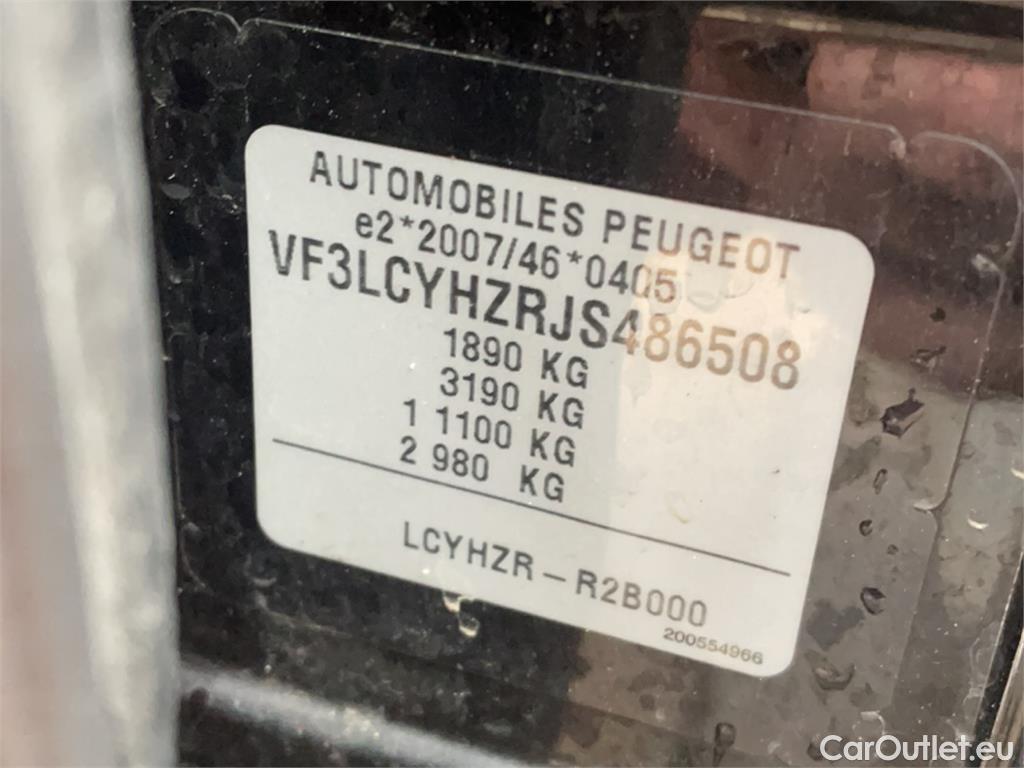 AUTOMOBILES PEUGEOT
e2*2007/46*0405
VF3LCYHZRJS486508
1890 KG
3190 KG
1 1100 KG
2 980 KG
LCYHZR – R2B000
200554966
CarOutlet.eu